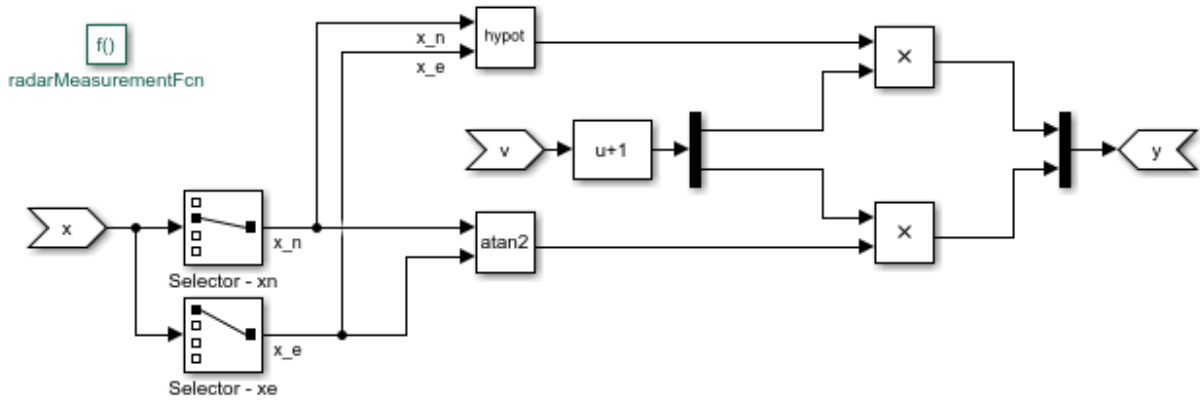 f()
radarMeasurementFcn
x_n
x_e
hypot
×
v
u+1
y
x
x_n
Selector - xn
atan2
×
x_e
Selector - xe